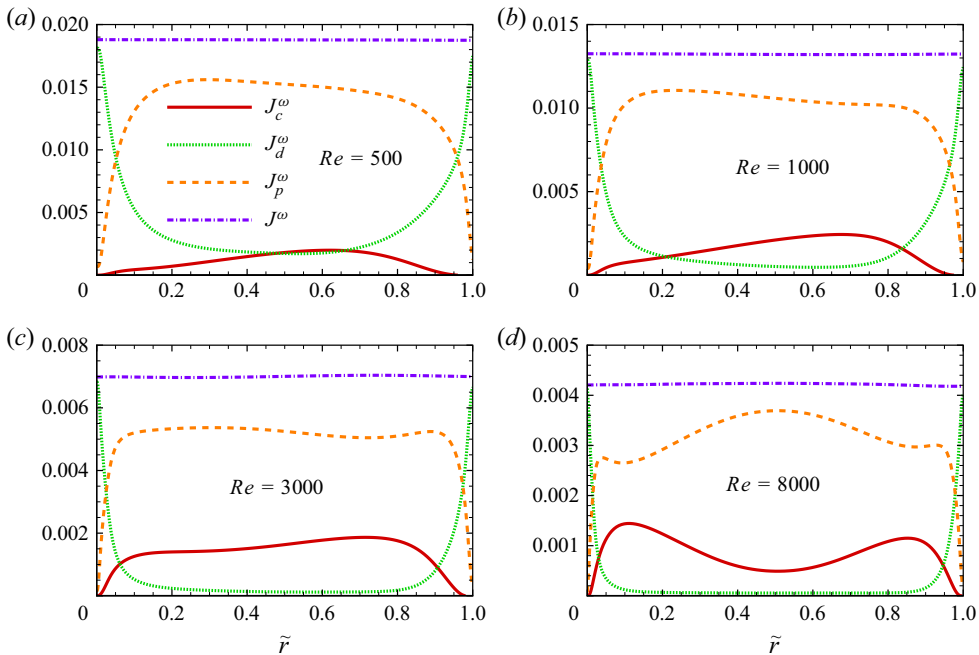 (a)
0.020
0.015
0.010
0.005
0
0.2
0.4
0.6
0.8
1.0
J_c^ω
J_d^ω
J_p^ω
J^ω
Re = 500
(b)
0.015
0.010
0.005
0
0.2
0.4
0.6
0.8
1.0
Re = 1000
(c)
0.008
0.006
0.004
0.002
0
0.2
0.4
0.6
0.8
1.0
Re = 3000
r̃
(d)
0.005
0.004
0.003
0.002
0.001
0
0.2
0.4
0.6
0.8
1.0
Re = 8000
r̃